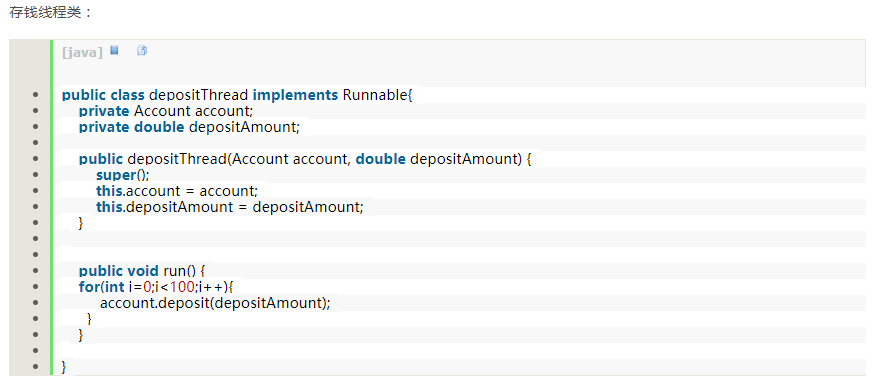 存钱线程类：
[java]
public class depositThread implements Runnable{
private Account account;
private double depositAmount;
public depositThread(Account account, double depositAmount) {
super();
this.account = account;
this.depositAmount = depositAmount;
}
public void run() {
for(int i=0;i<100;i++){
account.deposit(depositAmount);
}
}
}